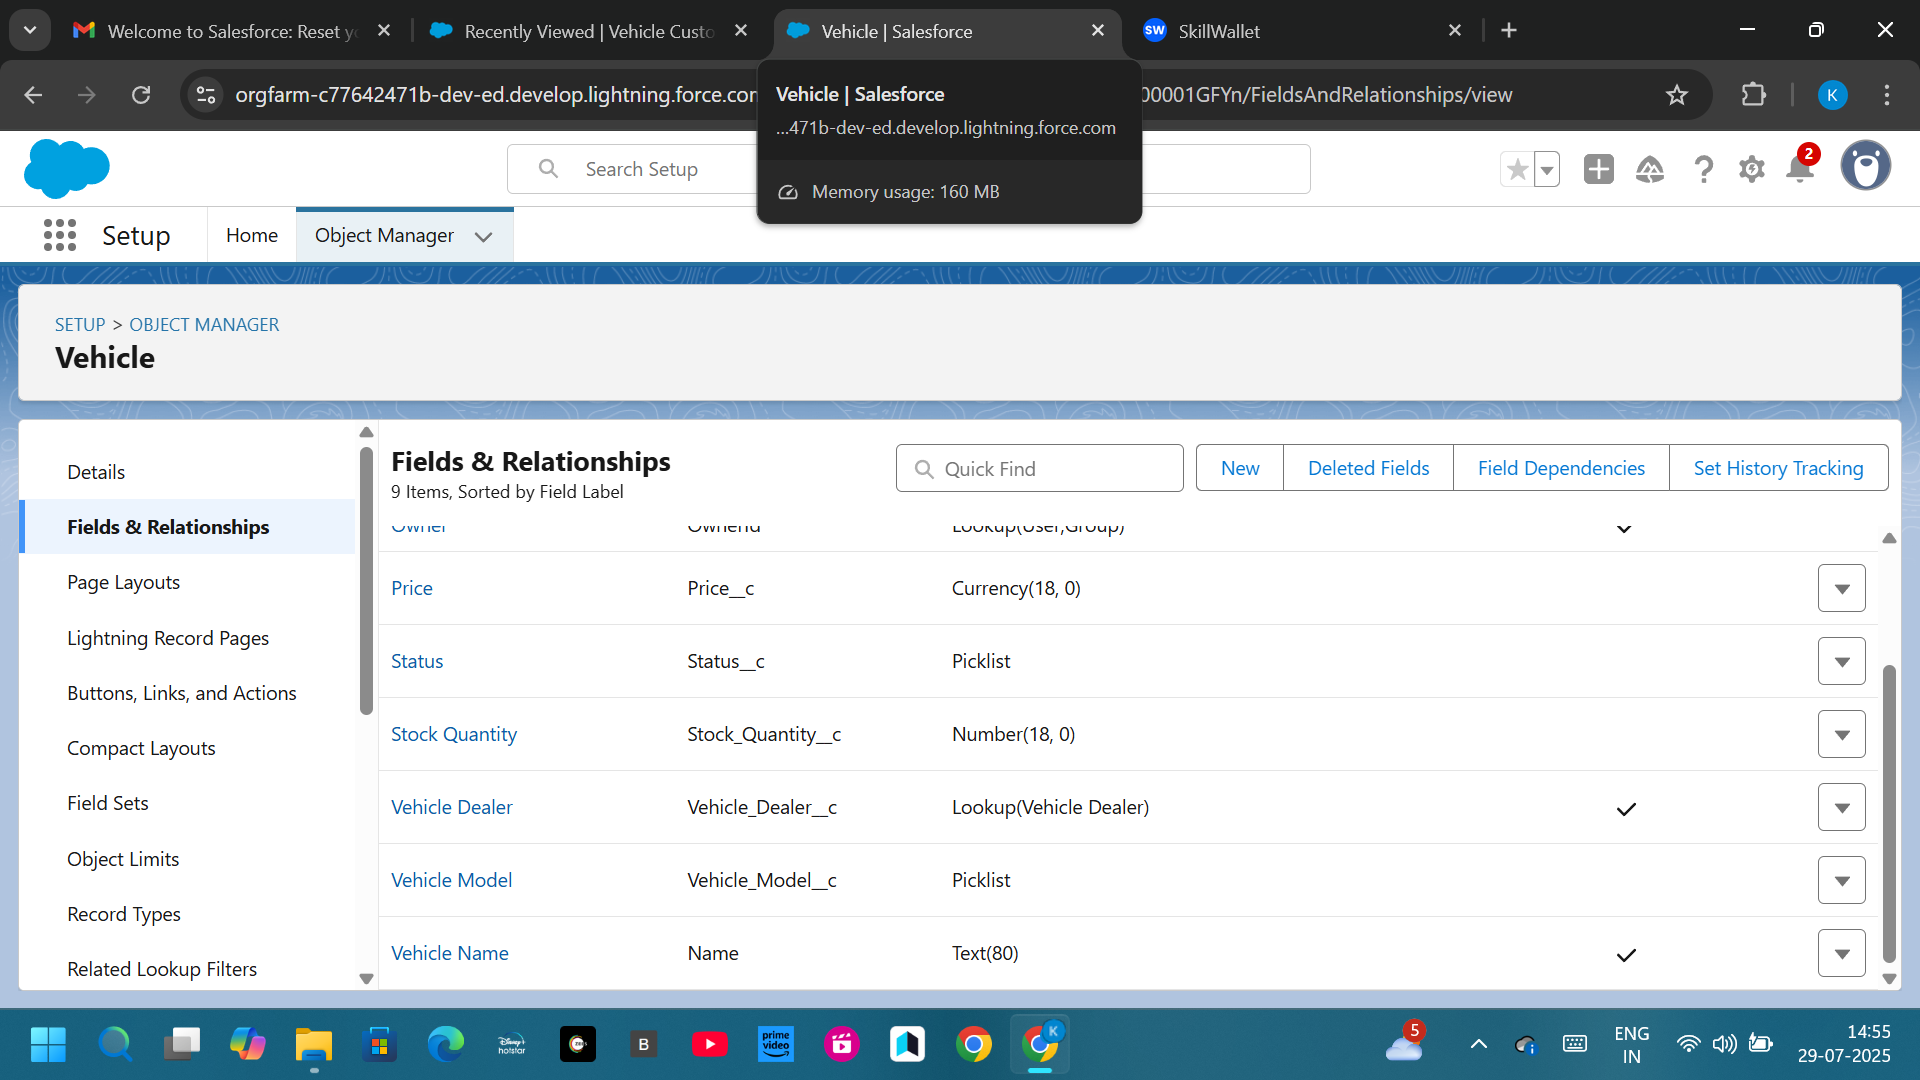 Welcome to Salesforce: Reset yo
Recently Viewed | Vehicle Custo
Vehicle | Salesforce
SW SkillWallet
orgfarm-c77642471b-dev-ed.develop.lightning.force.com
00001GFYn/FieldsAndRelationships/view
K
Vehicle | Salesforce
...471b-dev-ed.develop.lightning.force.com
Memory usage: 160 MB
Search Setup
2
Setup
Home
Object Manager
SETUP > OBJECT MANAGER
Vehicle
Details
Fields & Relationships
Page Layouts
Lightning Record Pages
Buttons, Links, and Actions
Compact Layouts
Field Sets
Object Limits
Record Types
Related Lookup Filters
Fields & Relationships
9 Items, Sorted by Field Label
Quick Find
New
Deleted Fields
Field Dependencies
Set History Tracking
Owner OwnerId Lookup(User,Group)
Price Price__c Currency(18, 0)
Status Status__c Picklist
Stock Quantity Stock_Quantity__c Number(18, 0)
Vehicle Dealer Vehicle_Dealer__c Lookup(Vehicle Dealer)
Vehicle Model Vehicle_Model__c Picklist
Vehicle Name Name Text(80)
hotstar
B
prime video
K
5
ENG
IN
14:55
29-07-2025